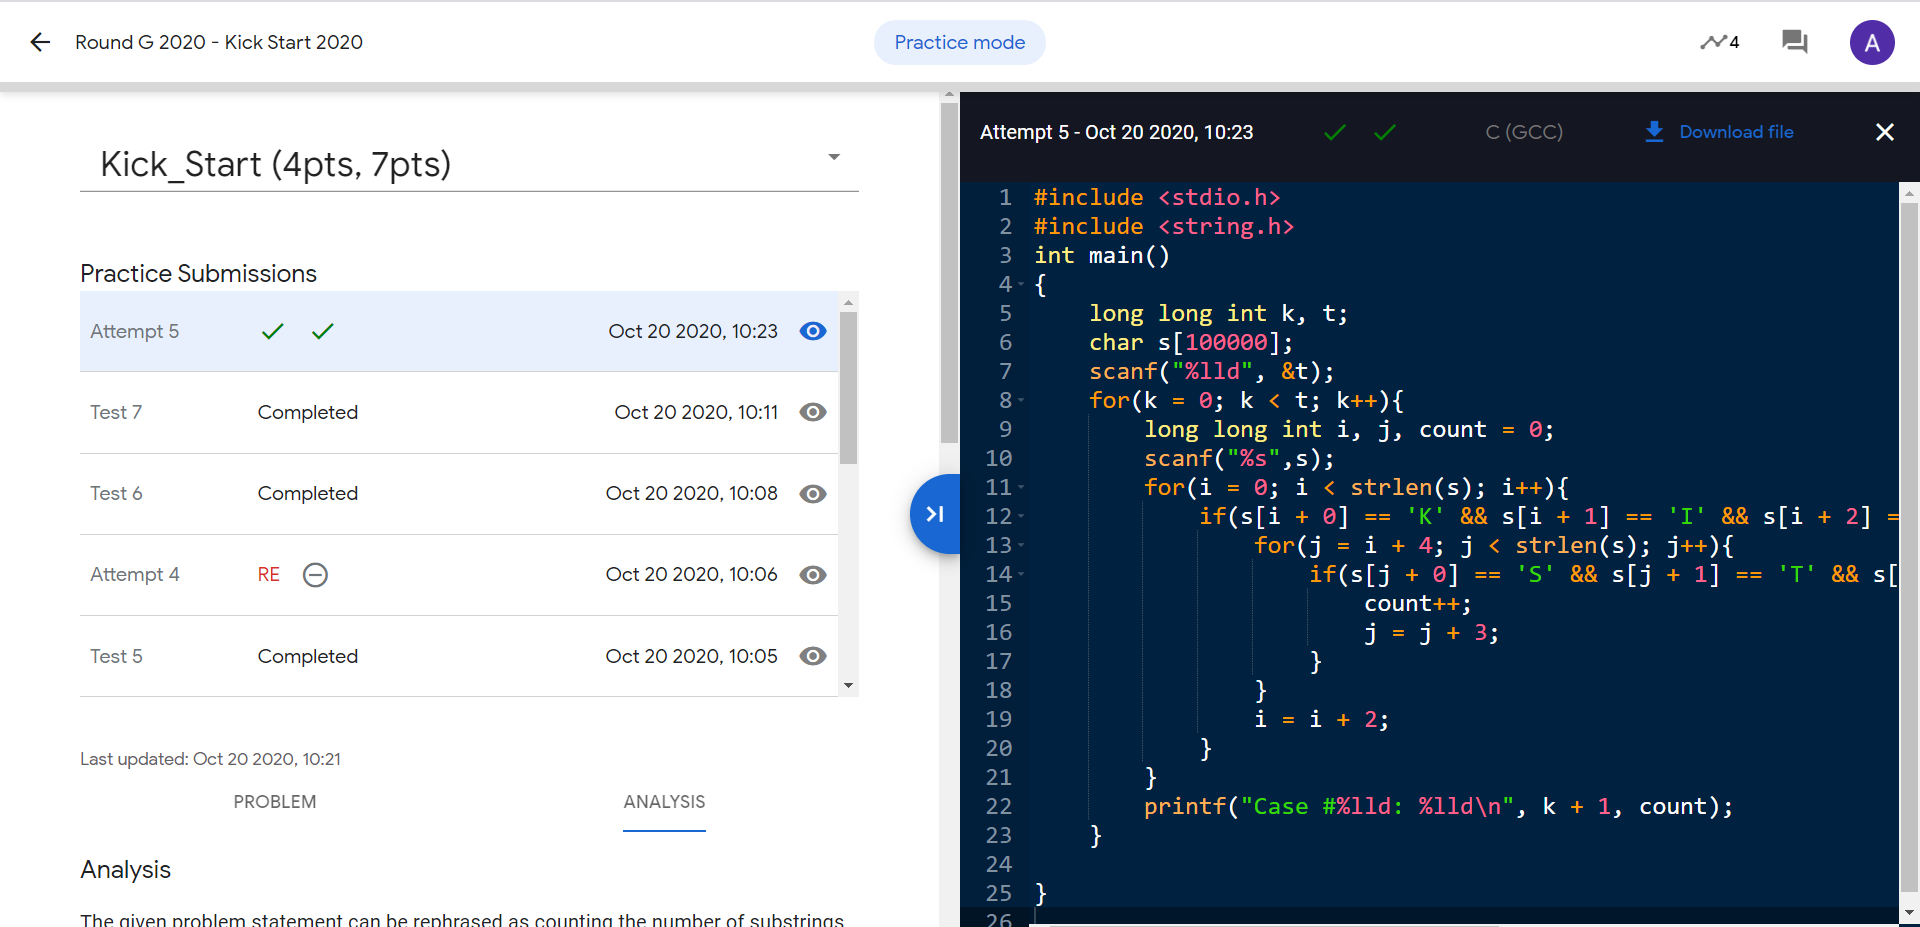 Round G 2020 - Kick Start 2020
Practice mode
4
A
Kick_Start (4pts, 7pts)
Practice Submissions
Attempt 5 Oct 20 2020, 10:23
Test 7 Completed Oct 20 2020, 10:11
Test 6 Completed Oct 20 2020, 10:08
Attempt 4 RE Oct 20 2020, 10:06
Test 5 Completed Oct 20 2020, 10:05
Last updated: Oct 20 2020, 10:21
PROBLEM ANALYSIS
Analysis
The given problem statement can be rephrased as counting the number of substrings
Attempt 5 - Oct 20 2020, 10:23 C (GCC) Download file
1 #include <stdio.h>
2 #include <string.h>
3 int main()
4 {
5 long long int k, t;
6 char s[100000];
7 scanf("%lld", &t);
8 for(k = 0; k < t; k++){
9 long long int i, j, count = 0;
10 scanf("%s",s);
11 for(i = 0; i < strlen(s); i++){
12 if(s[i + 0] == 'K' && s[i + 1] == 'I' && s[i + 2] =
13 for(j = i + 4; j < strlen(s); j++){
14 if(s[j + 0] == 'S' && s[j + 1] == 'T' && s[
15 count++;
16 j = j + 3;
17 }
18 }
19 i = i + 2;
20 }
21 }
22 printf("Case #%lld: %lld\n", k + 1, count);
23 }
24
25 }
26